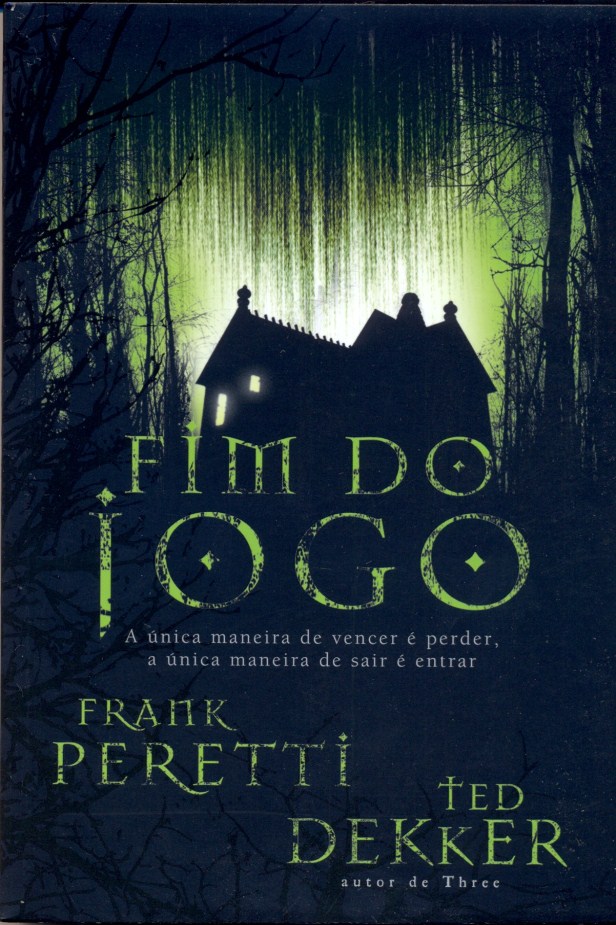 FIM DO
JOGO
A única maneira de vencer é perder,
a única maneira de sair é entrar
FRANK
PERETTI
TED
DEKKER
autor de Three